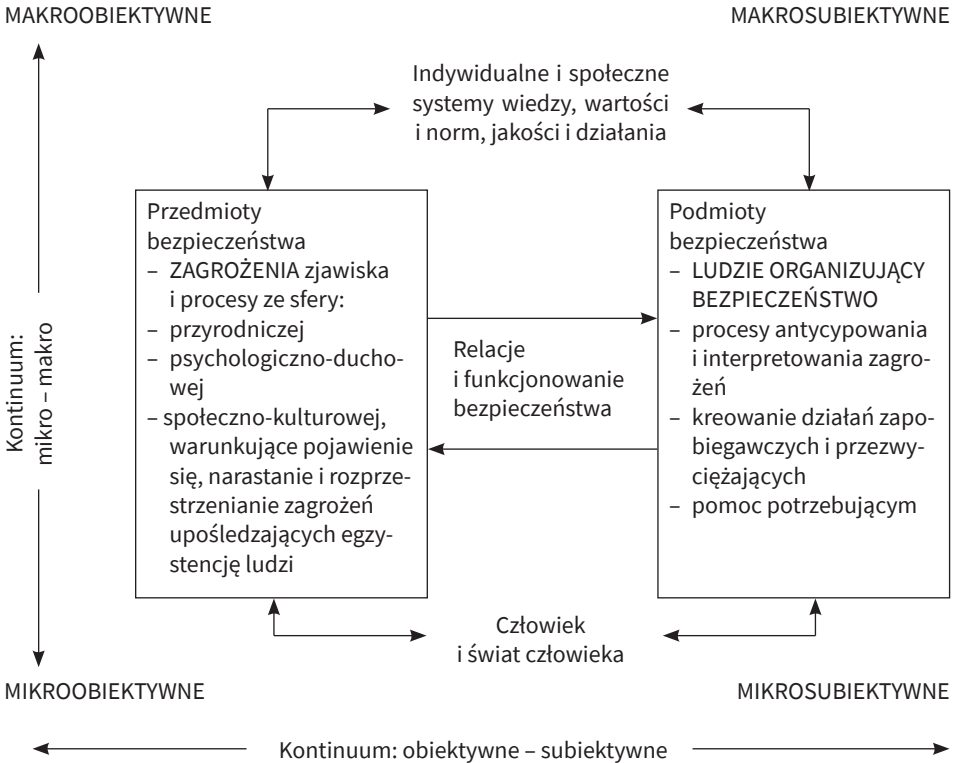 MAKROOBIEKTYWNE
MAKROSUBIEKTYWNE
Indywidualne i społeczne
systemy wiedzy, wartości
i norm, jakości i działania
Przedmioty
bezpieczeństwa
– ZAGROŻENIA zjawiska
i procesy ze sfery:
– przyrodniczej
– psychologiczno-ducho-
wej
– społeczno-kulturowej,
warunkujące pojawienie
się, narastanie i rozprze-
strzenianie zagrożeń
upośledzających egzy-
stencję ludzi
Relacje
i funkcjonowanie
bezpieczeństwa
Podmioty
bezpieczeństwa
– LUDZIE ORGANIZUJĄCY
BEZPIECZEŃSTWO
– procesy antycypowania
i interpretowania zagro-
żeń
– kreowanie działań zapo-
biegawczych i przezwy-
ciężających
– pomoc potrzebującym
Kontinuum:
mikro – makro
Człowiek
i świat człowieka
MIKROOBIEKTYWNE
MIKROSUBIEKTYWNE
Kontinuum: obiektywne – subiektywne